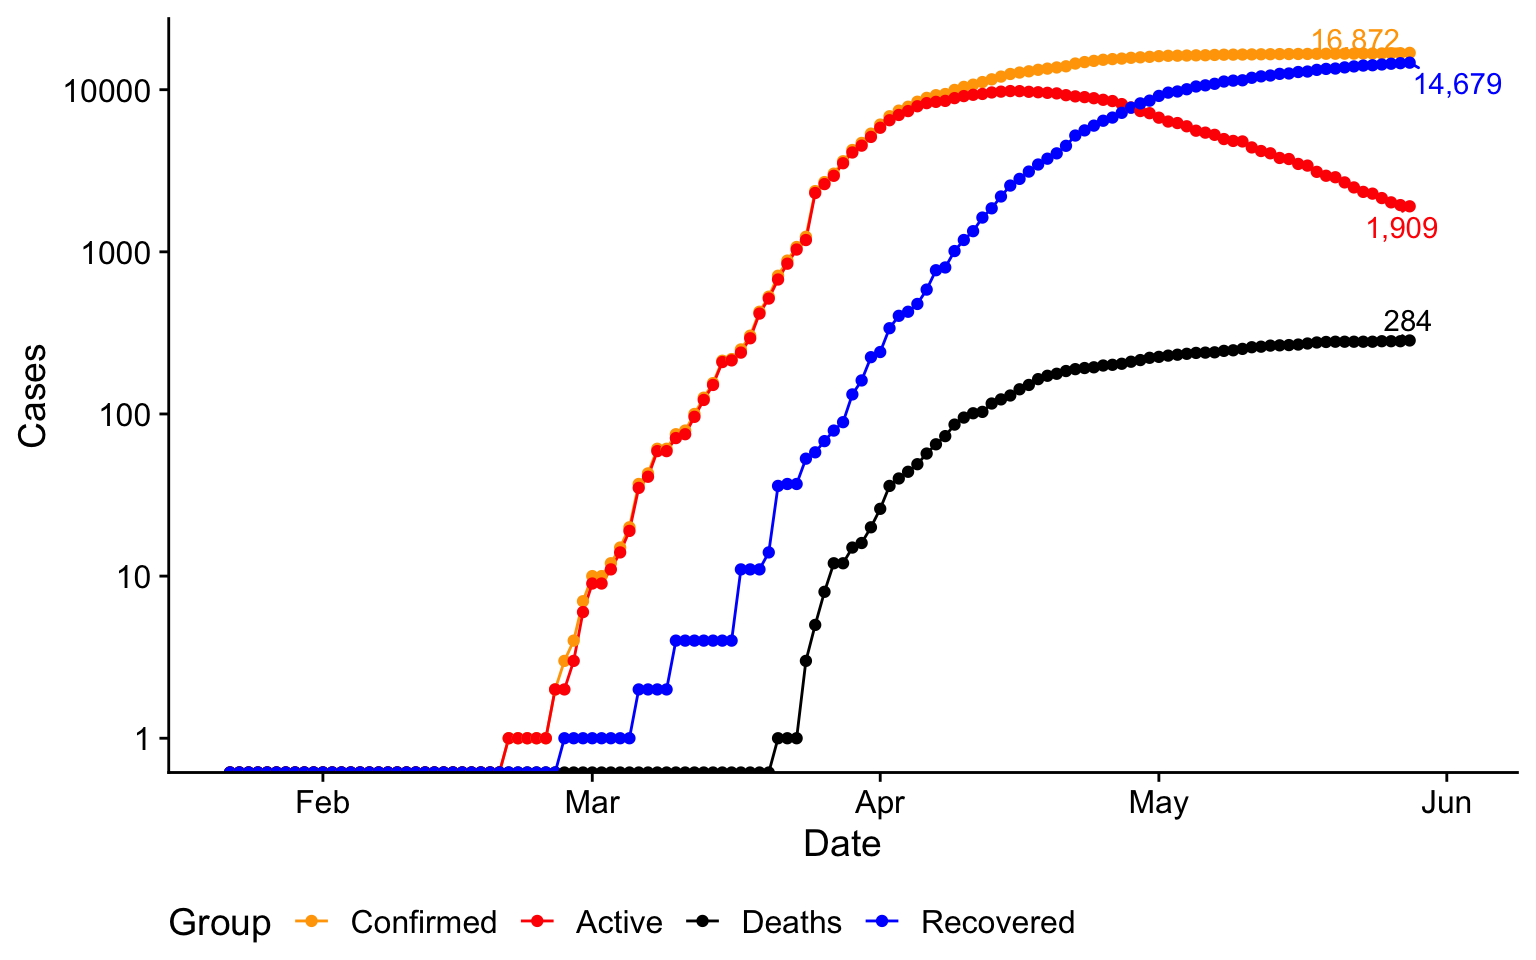 16,872
10000
14,679
1000
1,909
284
100
10
1
Cases
Feb Mar Apr May Jun
Date
Group Confirmed Active Deaths Recovered